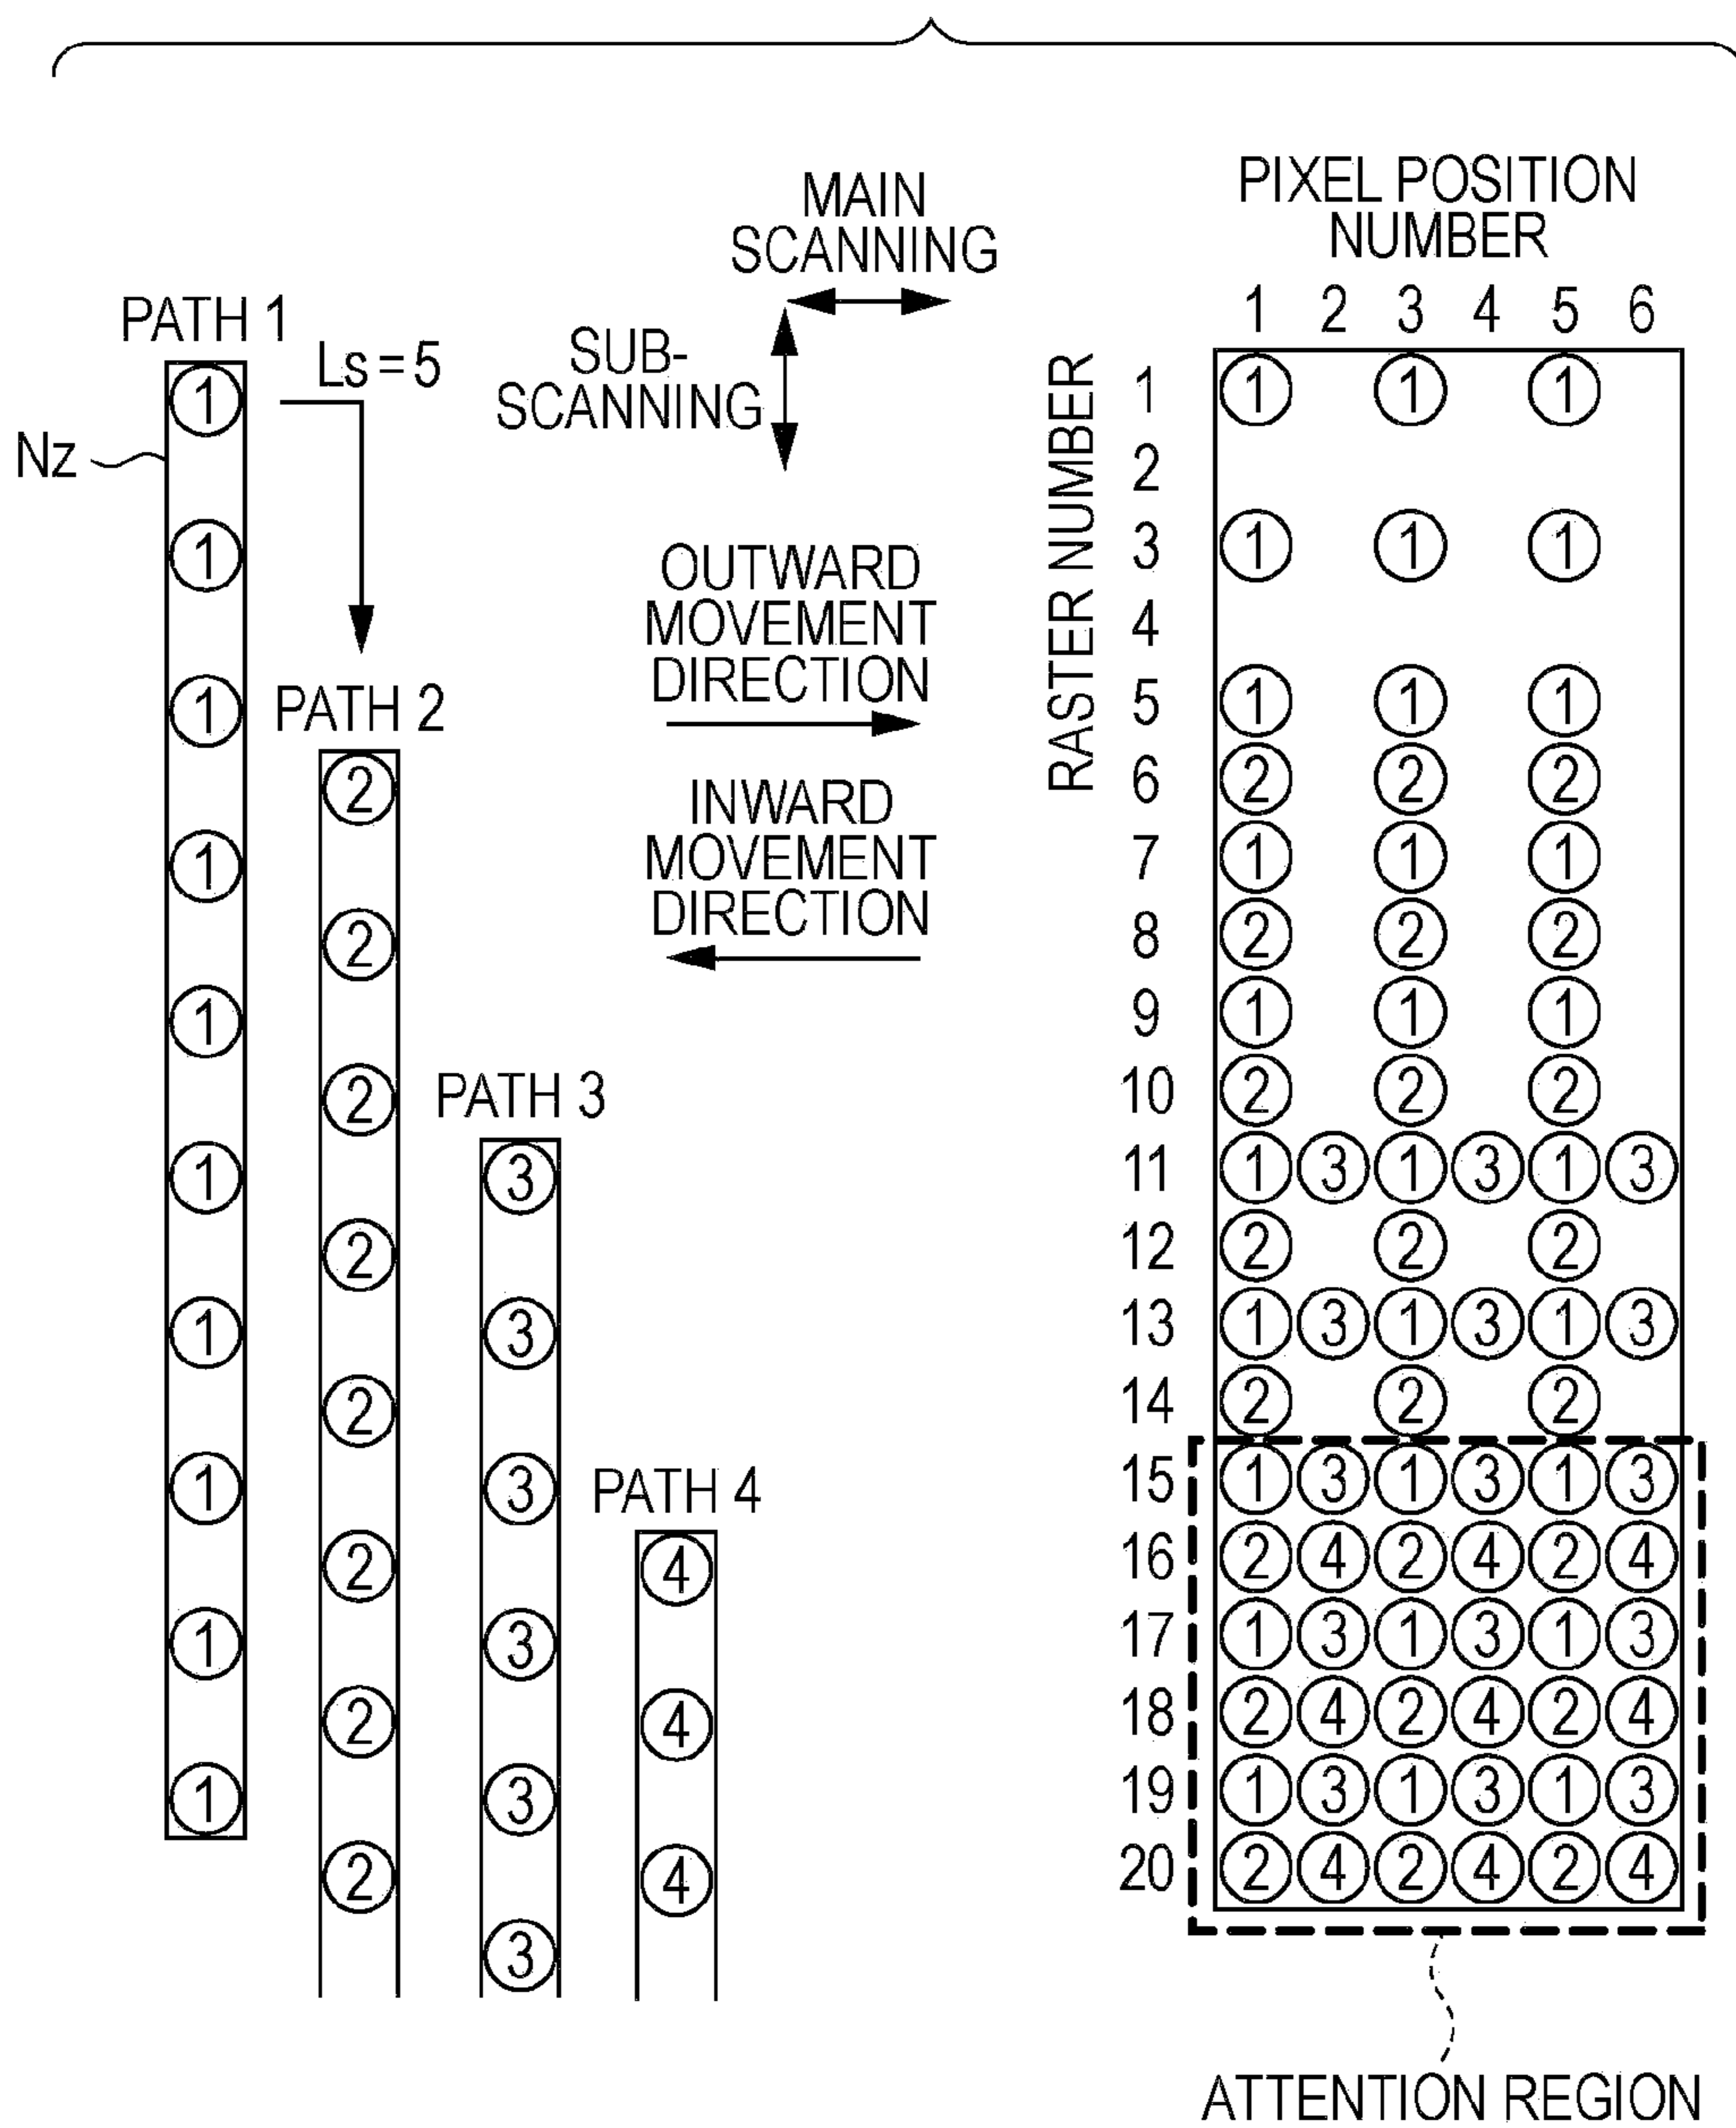 MAIN
SCANNING
SUB-
SCANNING
PATH 1
Ls = 5
Nz
1
1
1
1
1
1
1
1
1
1
PATH 2
2
2
2
2
2
2
2
2
PATH 3
3
3
3
3
3
3
PATH 4
4
4
4
OUTWARD
MOVEMENT
DIRECTION
INWARD
MOVEMENT
DIRECTION
PIXEL POSITION
NUMBER
1 2 3 4 5 6
RASTER NUMBER
1 1 1 1
2
3 1 1 1
4
5 1 1 1
6 2 2 2
7 1 1 1
8 2 2 2
9 1 1 1
10 2 2 2
11 1 3 1 3 1 3
12 2 2 2
13 1 3 1 3 1 3
14 2 2 2
15 1 3 1 3 1 3
16 2 4 2 4 2 4
17 1 3 1 3 1 3
18 2 4 2 4 2 4
19 1 3 1 3 1 3
20 2 4 2 4 2 4
ATTENTION REGION